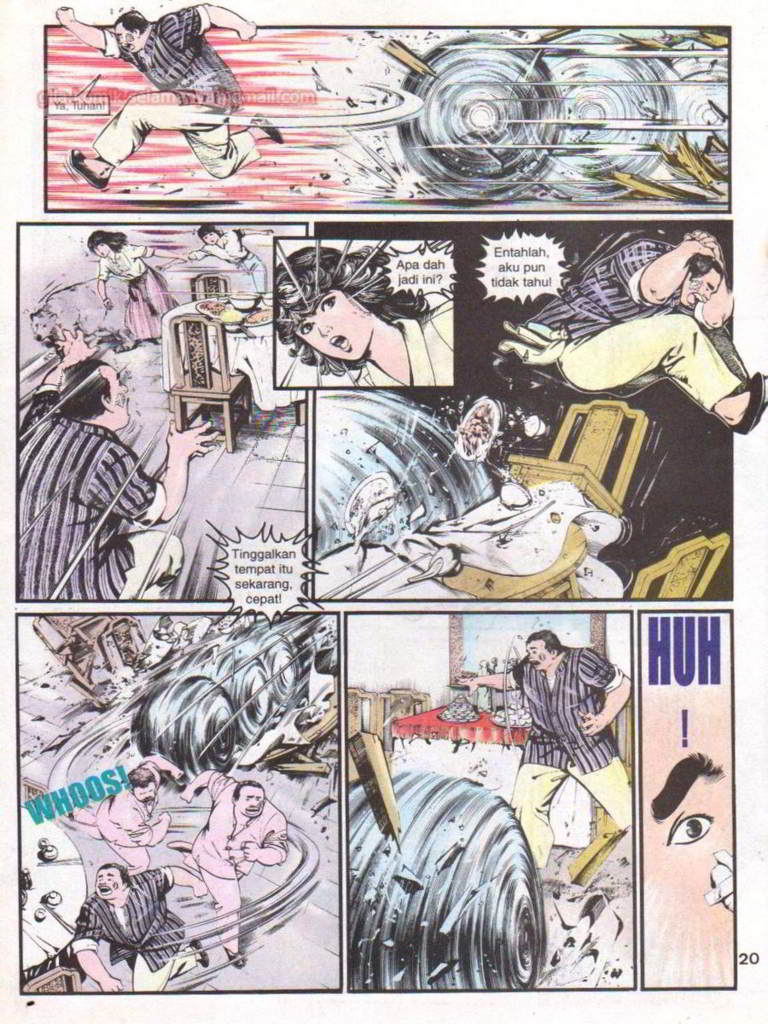 Ya, Tuhan!
Apa dah
jadi ini?
Entahlah,
aku pun
tidak tahu!
Tinggalkan
tempat itu
sekarang,
cepat!
WHOOS!
HUH
!
20